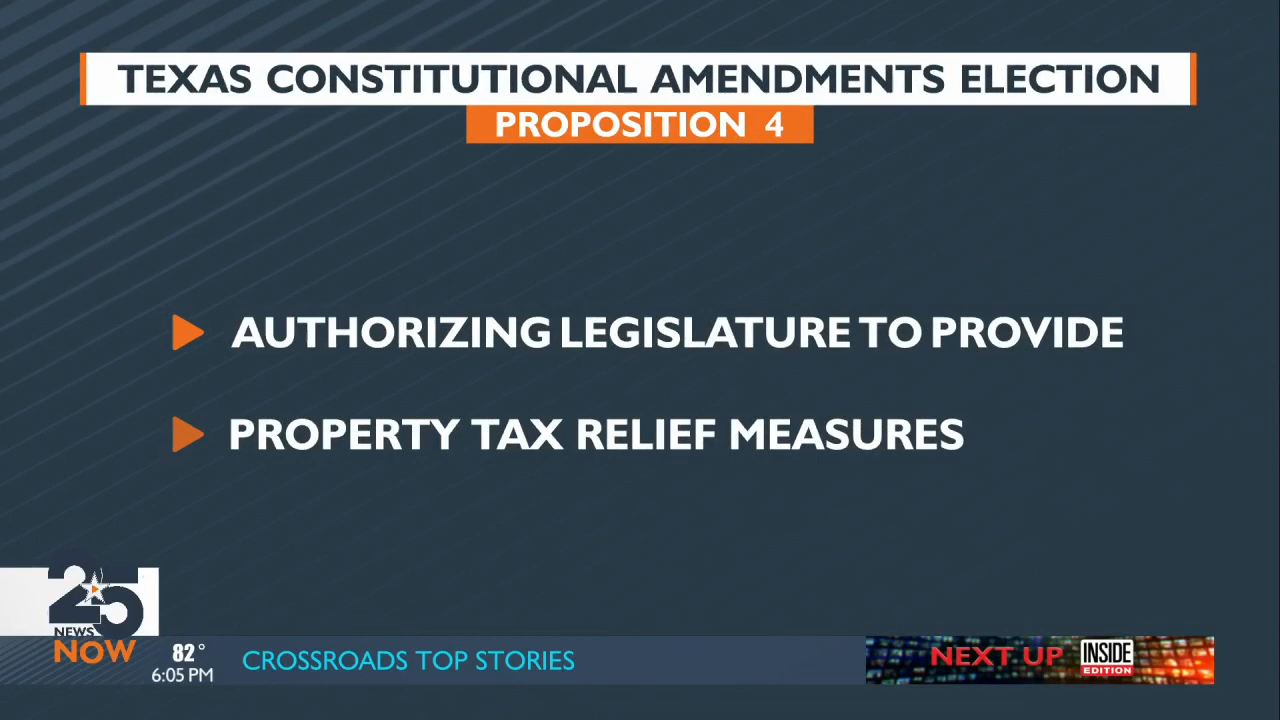 TEXAS CONSTITUTIONAL AMENDMENTS ELECTION
PROPOSITION 4
AUTHORIZING LEGISLATURE TO PROVIDE
PROPERTY TAX RELIEF MEASURES
25
NEWS
NOW
82°
6:05 PM
CROSSROADS TOP STORIES
NEXT UP
INSIDE
EDITION